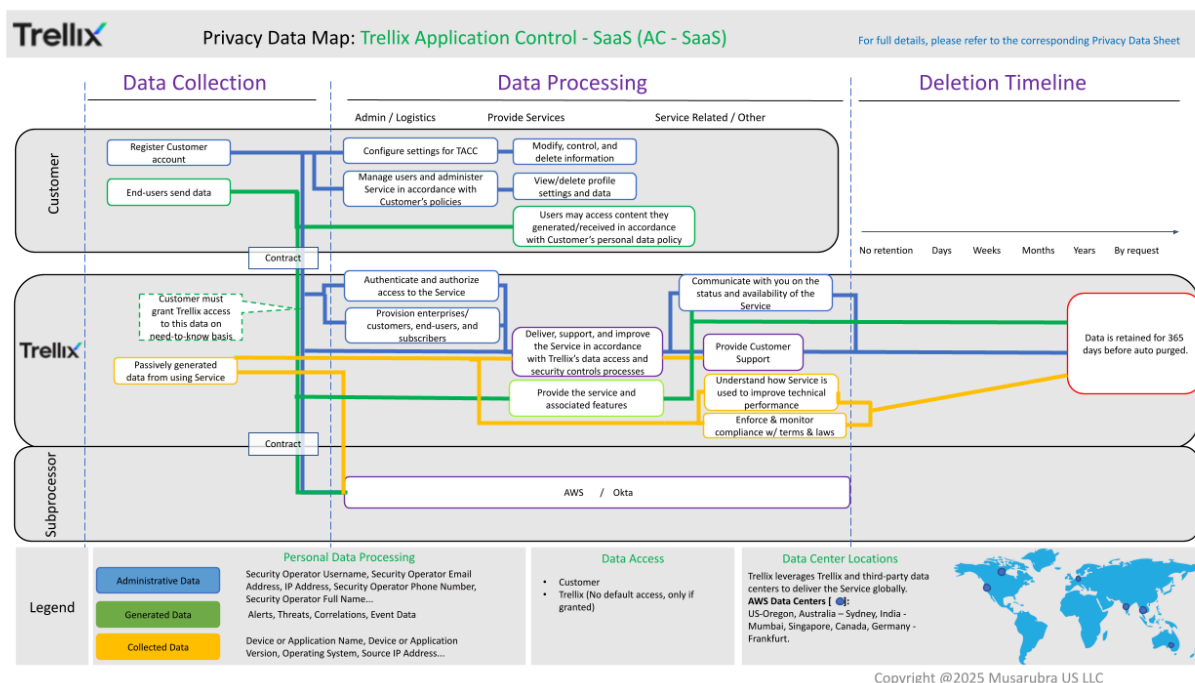 Trellix
Privacy Data Map: Trellix Application Control - SaaS (AC - SaaS)
For full details, please refer to the corresponding Privacy Data Sheet
Data Collection
Data Processing
Deletion Timeline
Admin / Logistics
Provide Services
Service Related / Other
Customer
Register Customer
account
End-users send data
Configure settings for TACC
Modify, control, and
delete information
Manage users and administer
Service in accordance with
Customer's policies
View/delete profile
settings and data
Users may access content they
generated/received in accordance
with Customer's personal data policy
No retention
Days
Weeks
Months
Years
By request
Contract
Trellix
Customer must
grant Trellix access
to this data on
need-to-know basis
Passively generated
data from using Service
Authenticate and authorize
access to the Service
Provision enterprises/
customers, end-users, and
subscribers
Deliver, support, and improve
the Service in accordance
with Trellix's data access and
security controls processes
Provide the service and
associated features
Communicate with you on the
status and availability of the
Service
Provide Customer
Support
Understand how Service is
used to improve technical
performance
Enforce & monitor
compliance w/ terms & laws
Data is retained for 365
days before auto purged.
Contract
Subprocessor
AWS / Okta
Legend
Personal Data Processing
Administrative Data
Security Operator Username, Security Operator Email
Address, IP Address, Security Operator Phone Number,
Security Operator Full Name...
Generated Data
Alerts, Threats, Correlations, Event Data
Collected Data
Device or Application Name, Device or Application
Version, Operating System, Source IP Address...
Data Access
• Customer
• Trellix (No default access, only if
granted)
Data Center Locations
Trellix leverages Trellix and third-party data
centers to deliver the Service globally.
AWS Data Centers [ ]:
US-Oregon, Australia – Sydney, India -
Mumbai, Singapore, Canada, Germany -
Frankfurt.
Copyright @2025 Musarubra US LLC